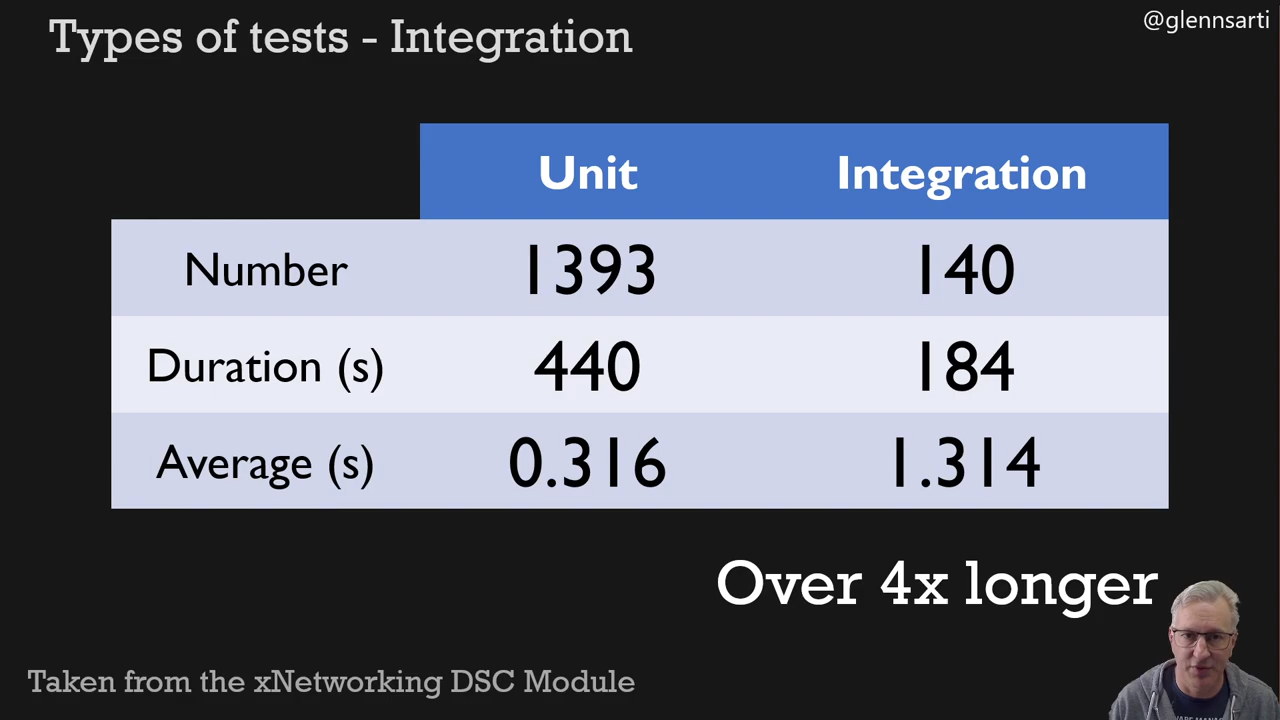 Types of tests - Integration
@glennsarti
Unit Integration
Number 1393 140
Duration (s) 440 184
Average (s) 0.316 1.314
Over 4x longer
Taken from the xNetworking DSC Module